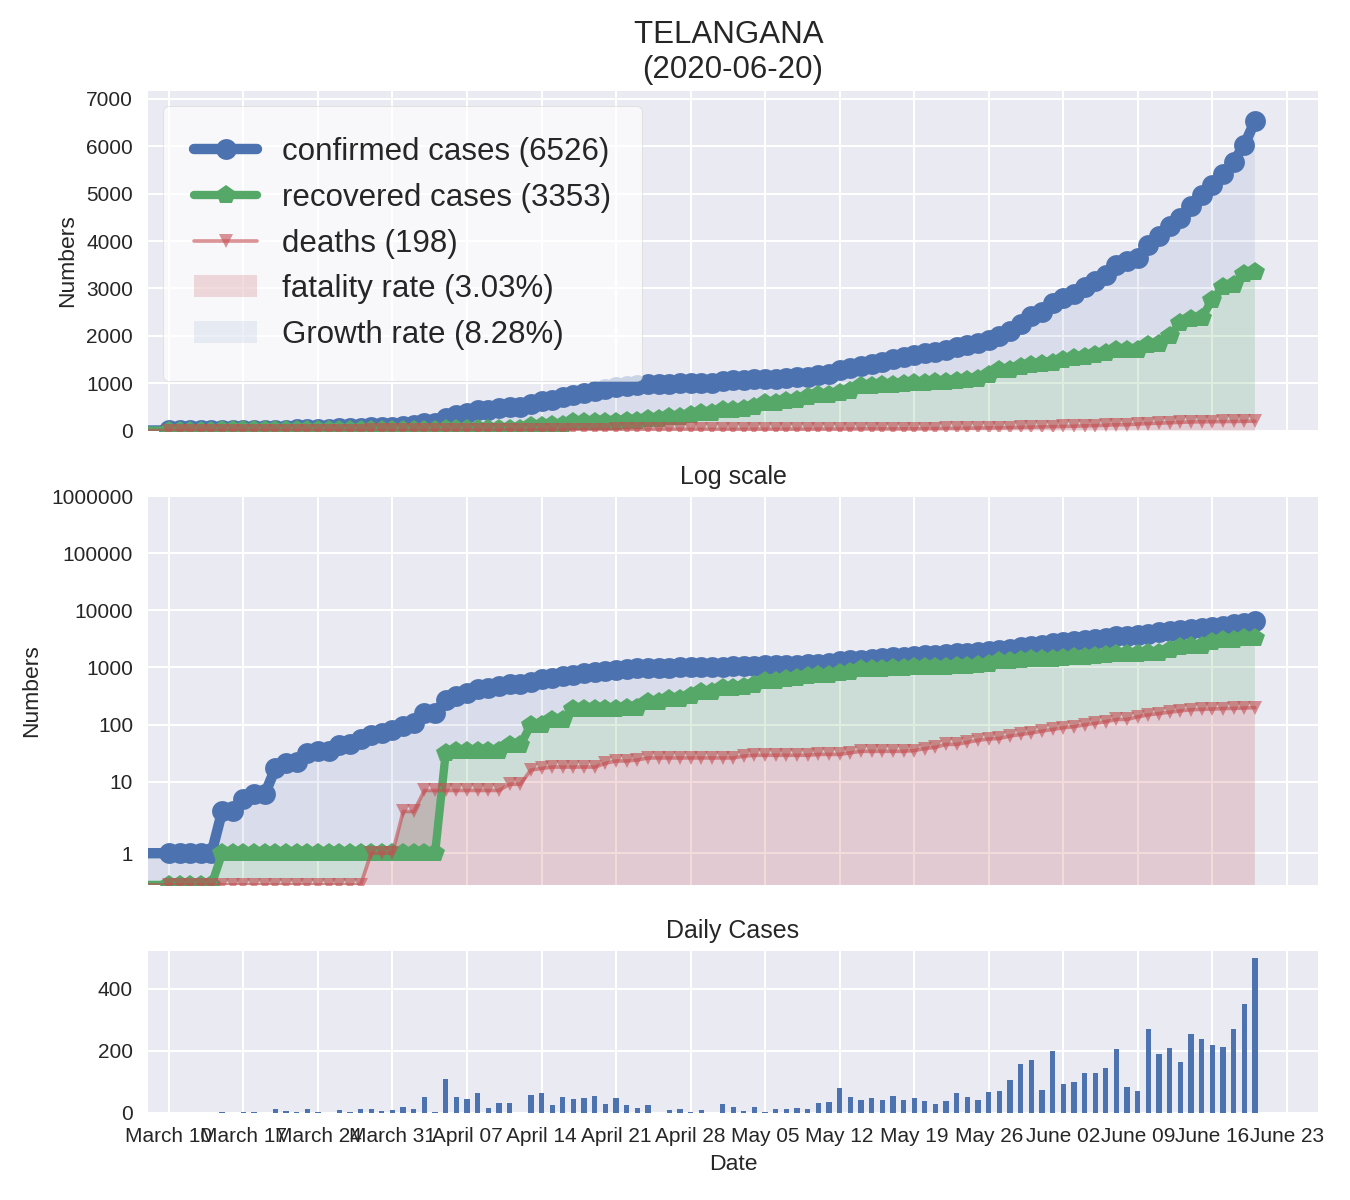 TELANGANA
(2020-06-20)
7000
6000
5000
4000
3000
2000
1000
0
Numbers
confirmed cases (6526)
recovered cases (3353)
deaths (198)
fatality rate (3.03%)
Growth rate (8.28%)
Log scale
1000000
100000
10000
1000
100
10
1
Numbers
Daily Cases
400
200
0
March 10 March 17 March 24 March 31 April 07 April 14 April 21 April 28 May 05 May 12 May 19 May 26 June 02 June 09 June 16 June 23
Date